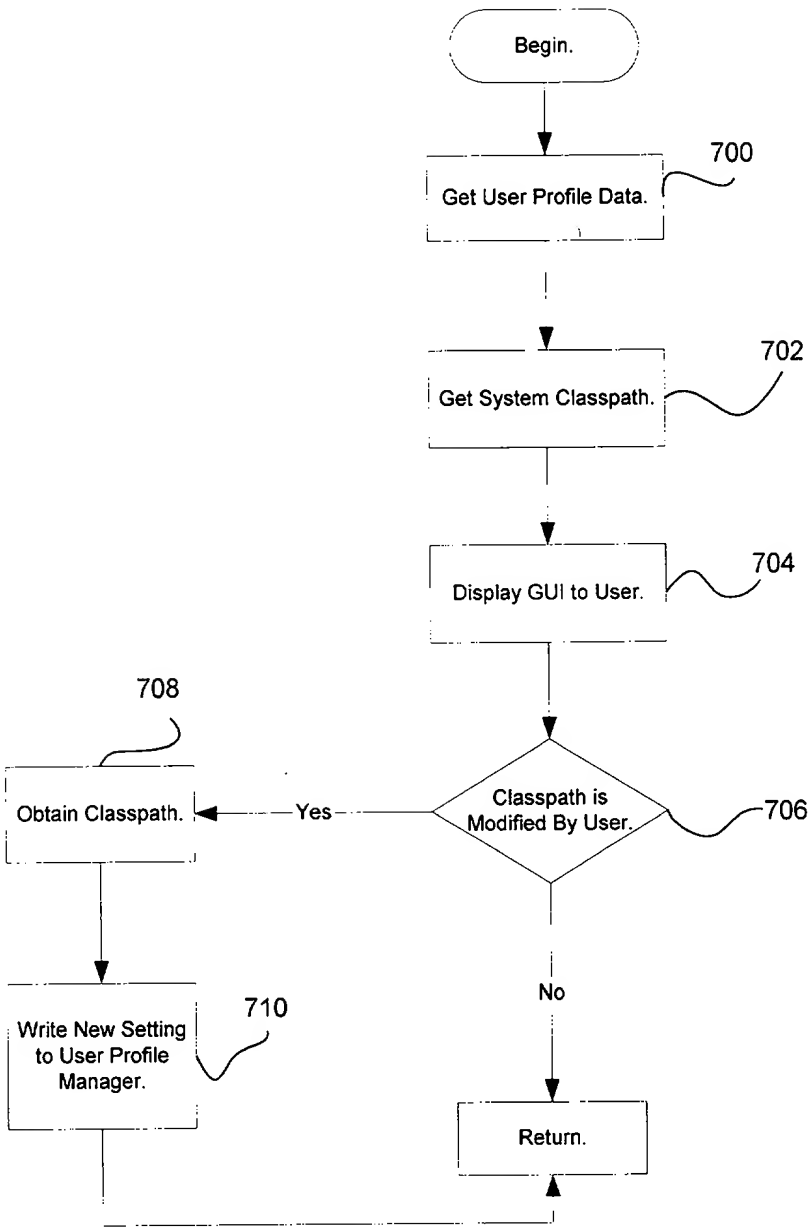 Begin.
700
Get User Profile Data.
702
Get System Classpath.
704
Display GUI to User.
706
Classpath is
Modified By User.
Yes
708
Obtain Classpath.
710
Write New Setting
to User Profile
Manager.
No
Return.